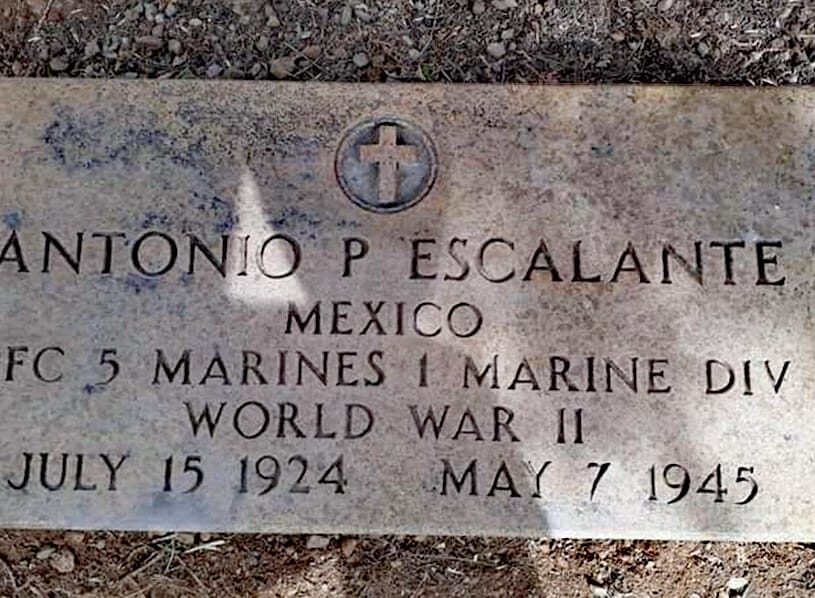 ANTONIO P ESCALANTE
MEXICO
FC 5 MARINES 1 MARINE DIV
WORLD WAR II
JULY 15 1924 MAY 7 1945